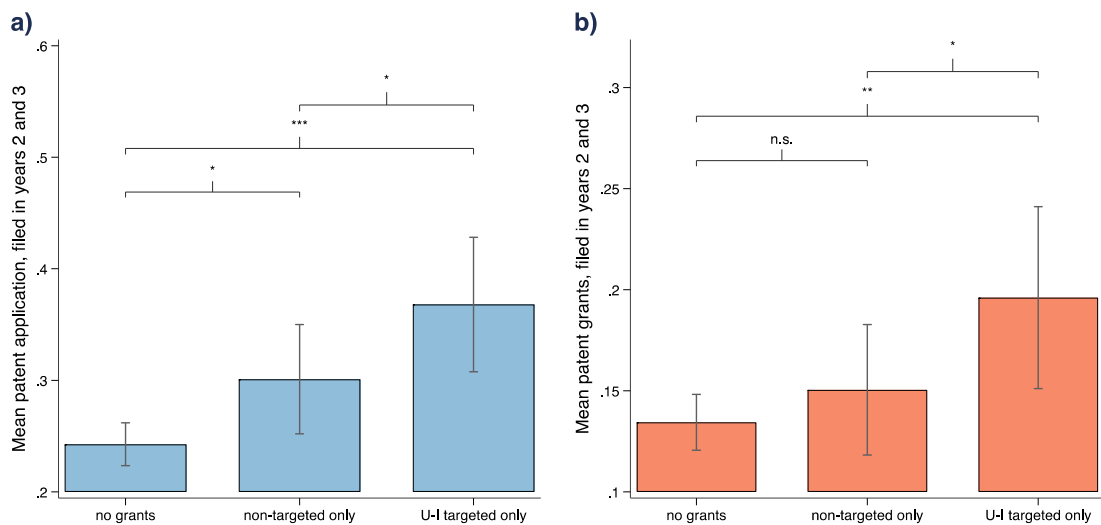 a)
Mean patent application, filed in years 2 and 3
.6
.5
.4
.3
.2
*
***
*
no grants
non-targeted only
U-I targeted only
b)
Mean patent grants, filed in years 2 and 3
.3
.25
.2
.15
.1
*
**
n.s.
no grants
non-targeted only
U-I targeted only